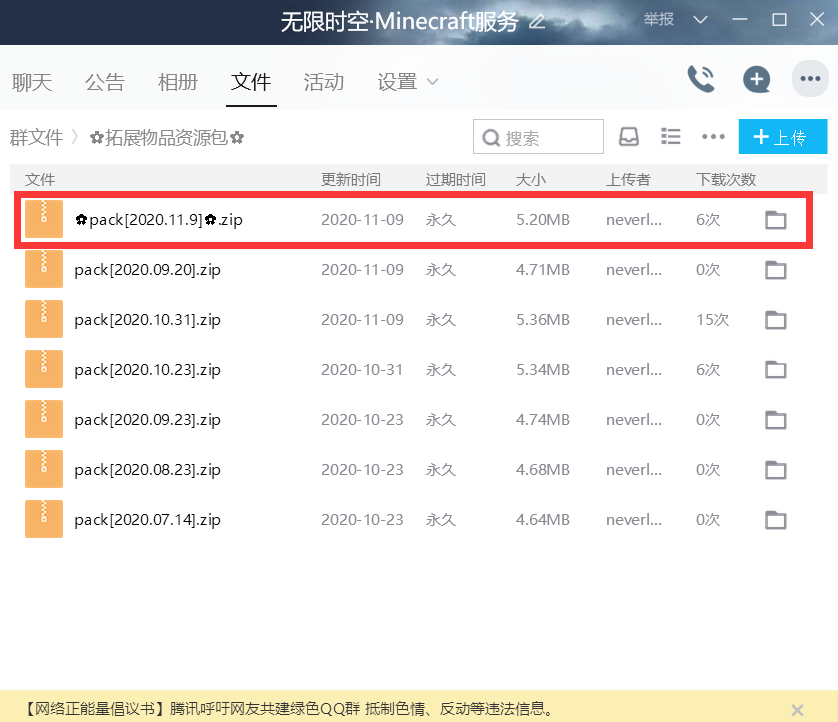 无限时空·Minecraft服务 举报
聊天 公告 相册 文件 活动 设置
群文件 〉 ✿拓展物品资源包✿ 搜索 +上传
文件 更新时间 过期时间 大小 上传者 下载次数
✿pack[2020.11.9]✿.zip 2020-11-09 永久 5.20MB neverl... 6次
pack[2020.09.20].zip 2020-11-09 永久 4.71MB neverl... 0次
pack[2020.10.31].zip 2020-11-09 永久 5.36MB neverl... 15次
pack[2020.10.23].zip 2020-10-31 永久 5.34MB neverl... 6次
pack[2020.09.23].zip 2020-10-23 永久 4.74MB neverl... 0次
pack[2020.08.23].zip 2020-10-23 永久 4.68MB neverl... 0次
pack[2020.07.14].zip 2020-10-23 永久 4.64MB neverl... 0次
【网络正能量倡议书】腾讯呼吁网友共建绿色QQ群 抵制色情、反动等违法信息。